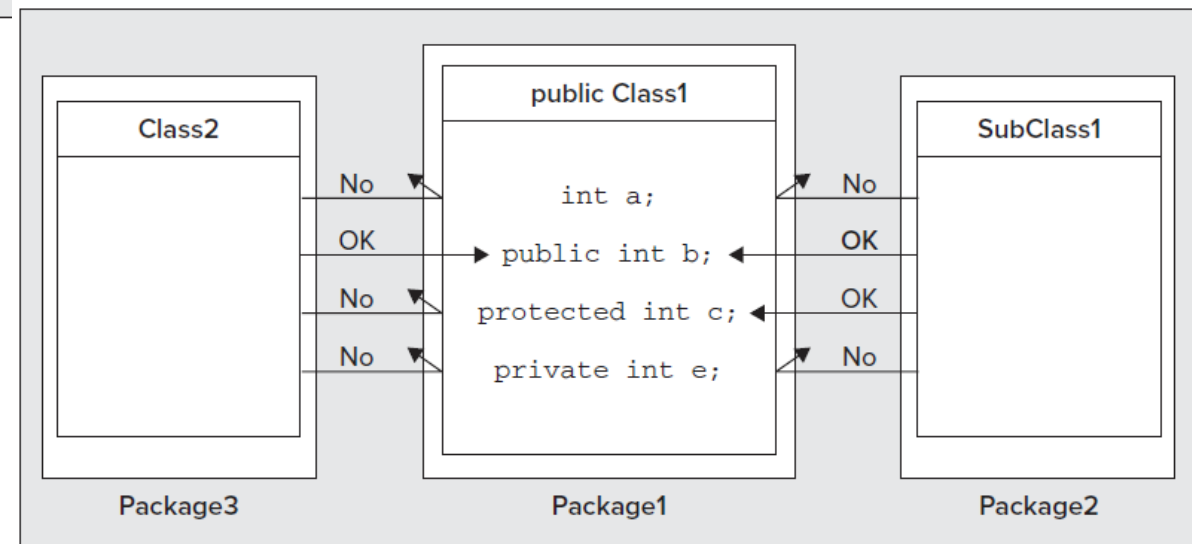 public Class1
Class2
SubClass1
No
No
int a;
OK
OK
public int b;
No
OK
protected int c;
No
No
private int e;
Package3
Package1
Package2